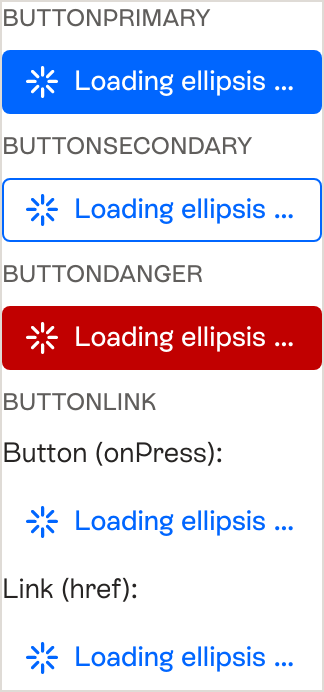 BUTTONPRIMARY
Loading ellipsis ...
BUTTONSECONDARY
Loading ellipsis ...
BUTTONDANGER
Loading ellipsis ...
BUTTONLINK
Button (onPress):
Loading ellipsis ...
Link (href):
Loading ellipsis ...